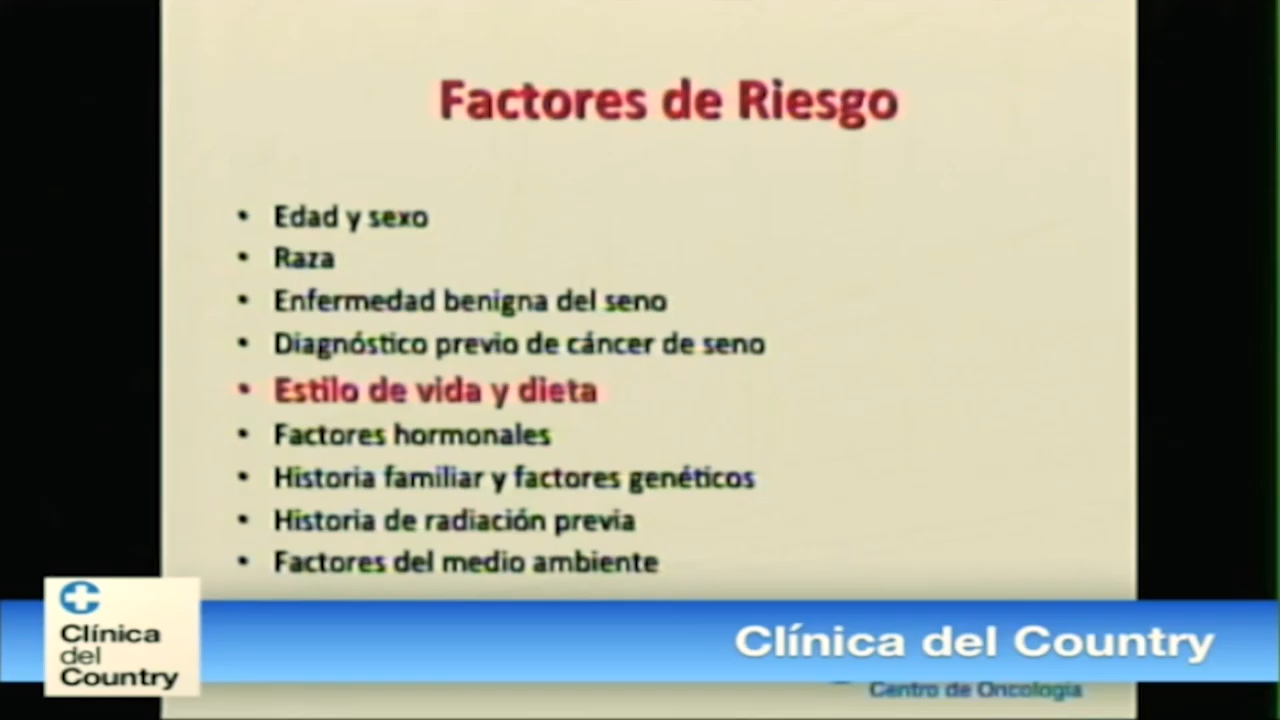 Factores de Riesgo
• Edad y sexo
• Raza
• Enfermedad benigna del seno
• Diagnóstico previo de cáncer de seno
• Estilo de vida y dieta
• Factores hormonales
• Historia familiar y factores genéticos
• Historia de radiación previa
• Factores del medio ambiente
Clínica
del
Country
Clínica del Country
Centro de Oncología